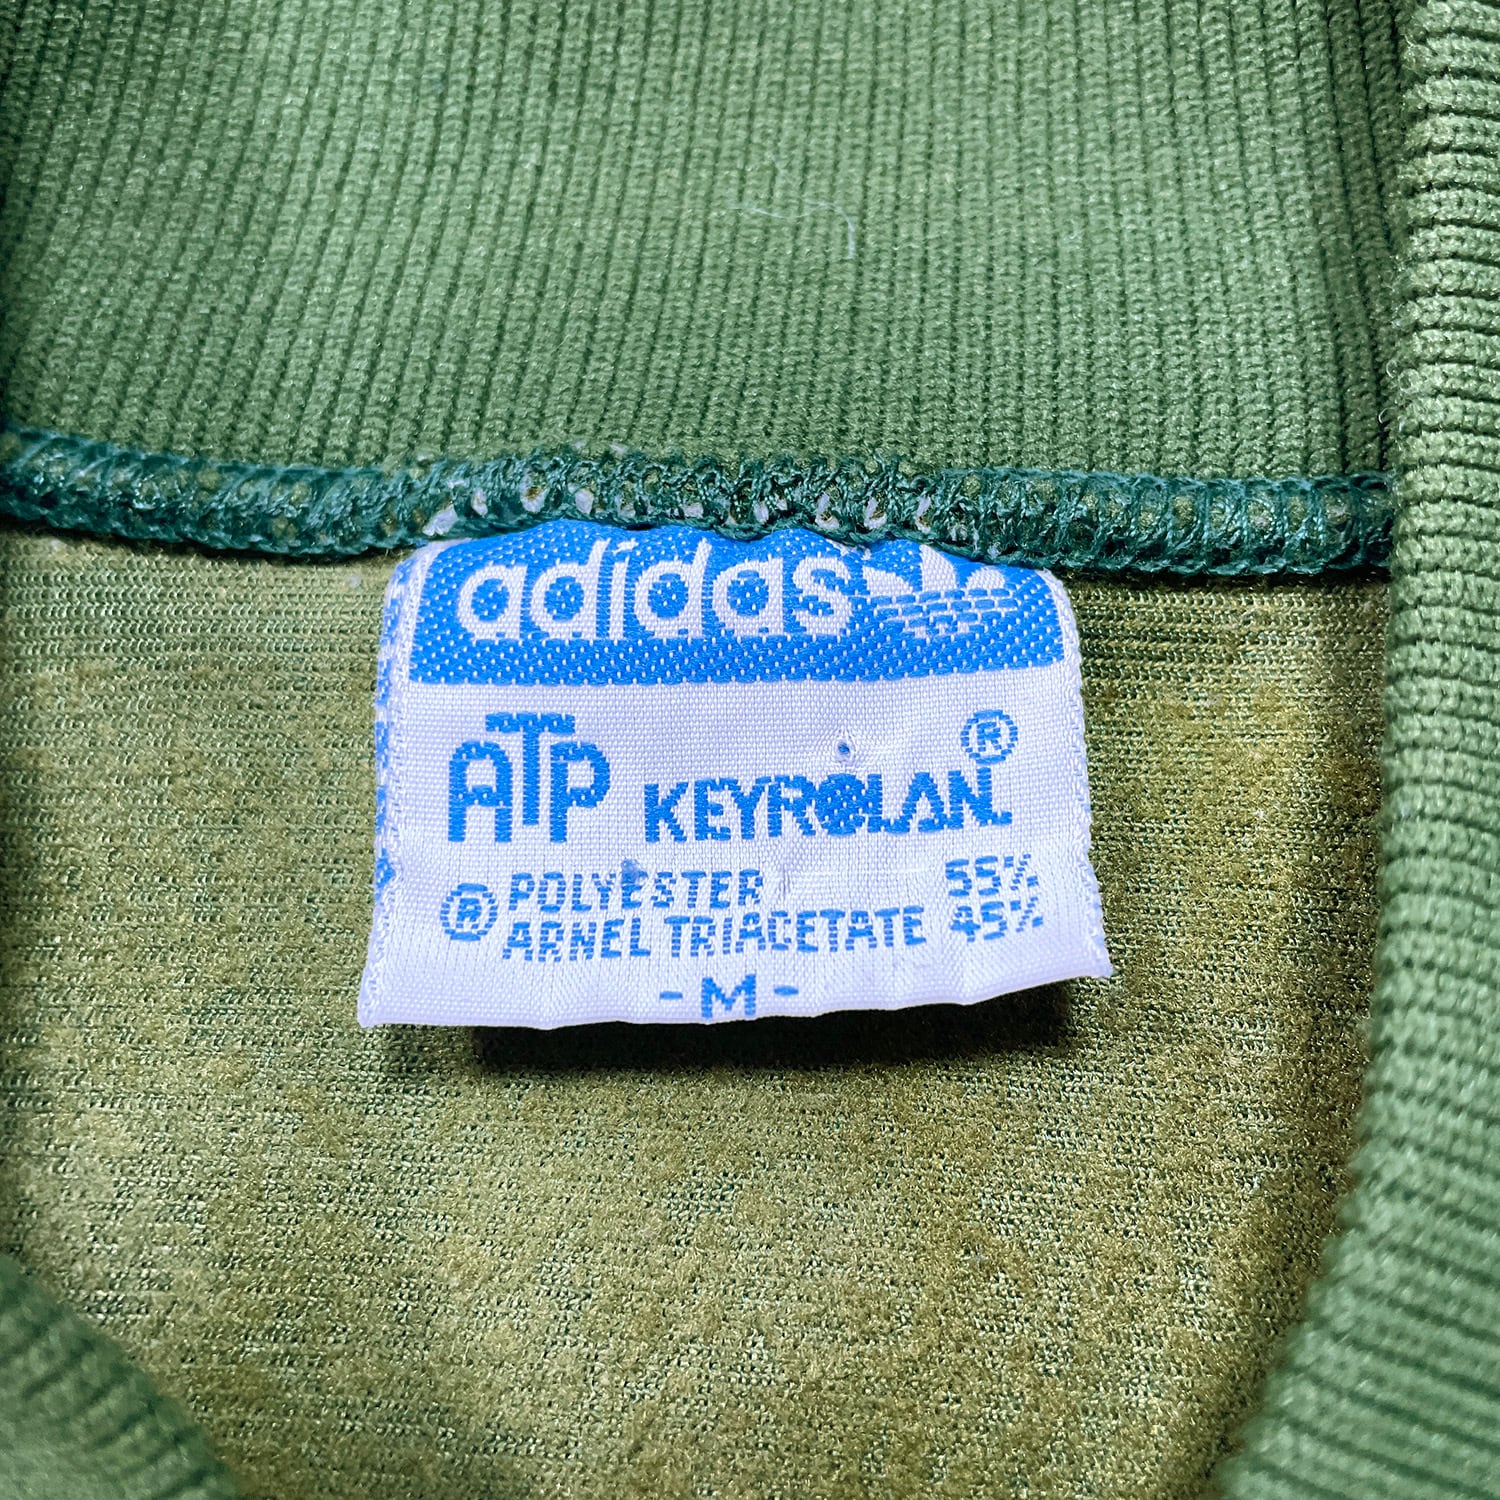 adidas
ATP KEYROLAN ®
® POLYESTER 55%
ARNEL TRIACETATE 45%
- M -